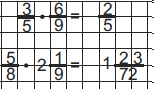 3/5 • 6/9 = 2/5
5/8 • 2 1/9 = 1 23/72